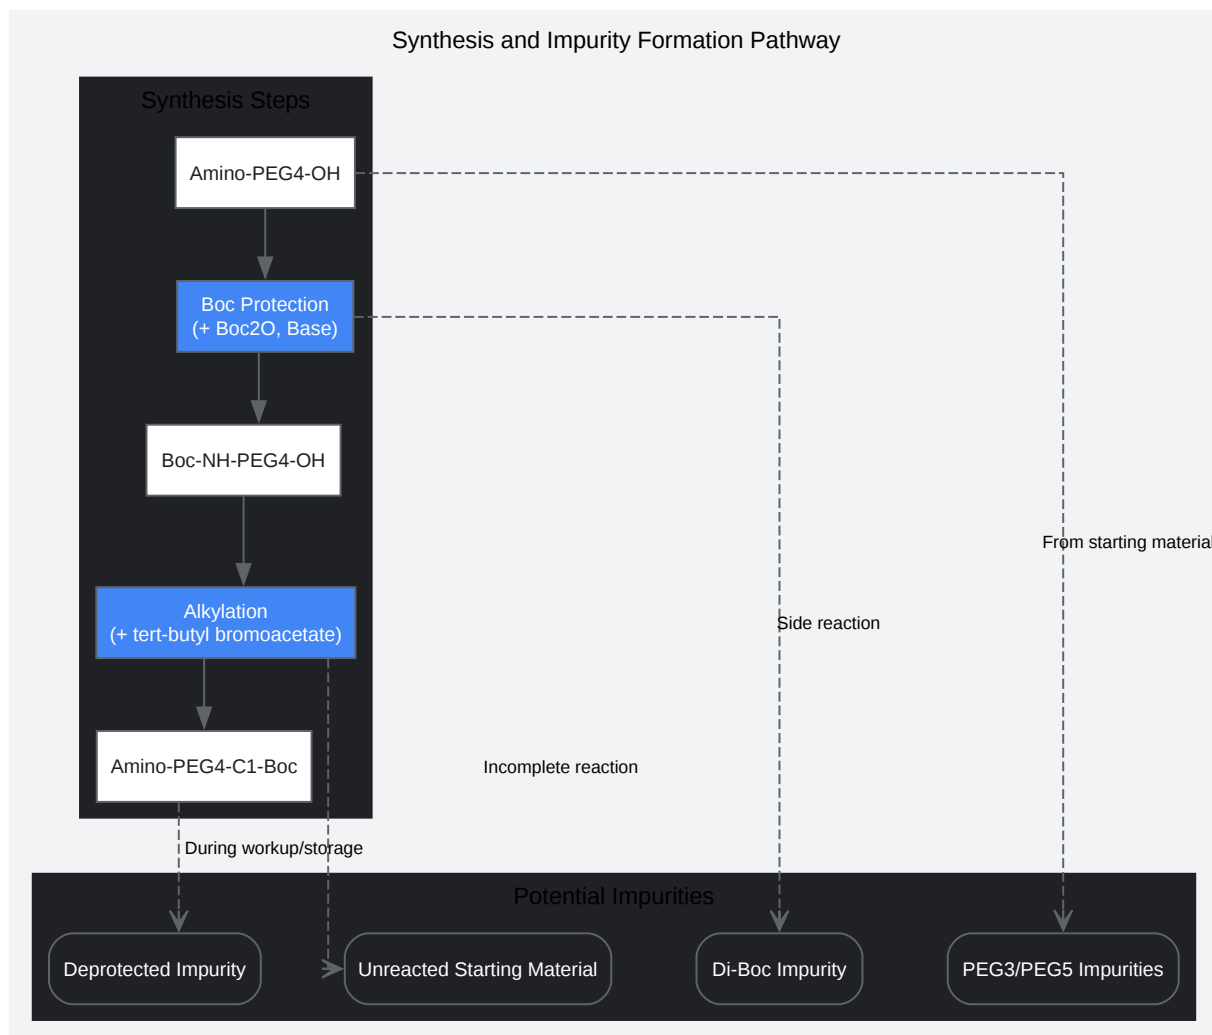 Synthesis and Impurity Formation Pathway
Synthesis Steps
Amino-PEG4-OH
Boc Protection
(+ Boc2O, Base)
Boc-NH-PEG4-OH
Alkylation
(+ tert-butyl bromoacetate)
Amino-PEG4-C1-Boc
From starting material
Side reaction
Incomplete reaction
During workup/storage
Potential Impurities
Deprotected Impurity
Unreacted Starting Material
Di-Boc Impurity
PEG3/PEG5 Impurities